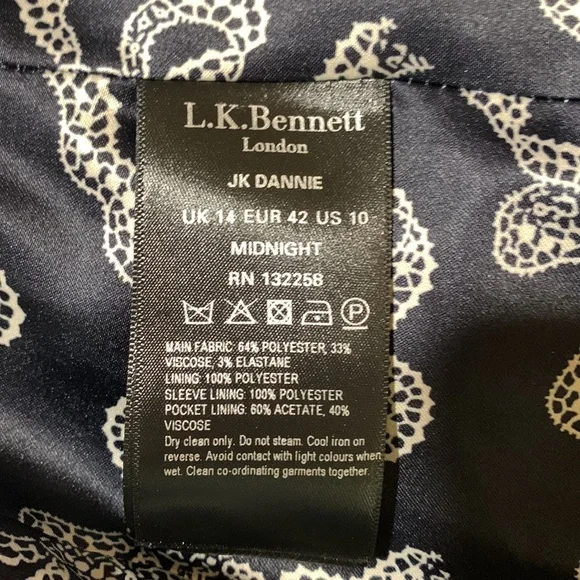 L.K.Bennett
London
JK DANNIE
UK 14 EUR 42 US 10
MIDNIGHT
RN 132258
P
MAIN FABRIC: 64% POLYESTER, 33%
VISCOSE, 3% ELASTANE
LINING: 100% POLYESTER
SLEEVE LINING: 100% POLYESTER
POCKET LINING: 60% ACETATE, 40%
VISCOSE
Dry clean only. Do not steam. Cool iron on
reverse. Avoid contact with light colours when
wet. Clean co-ordinating garments together.